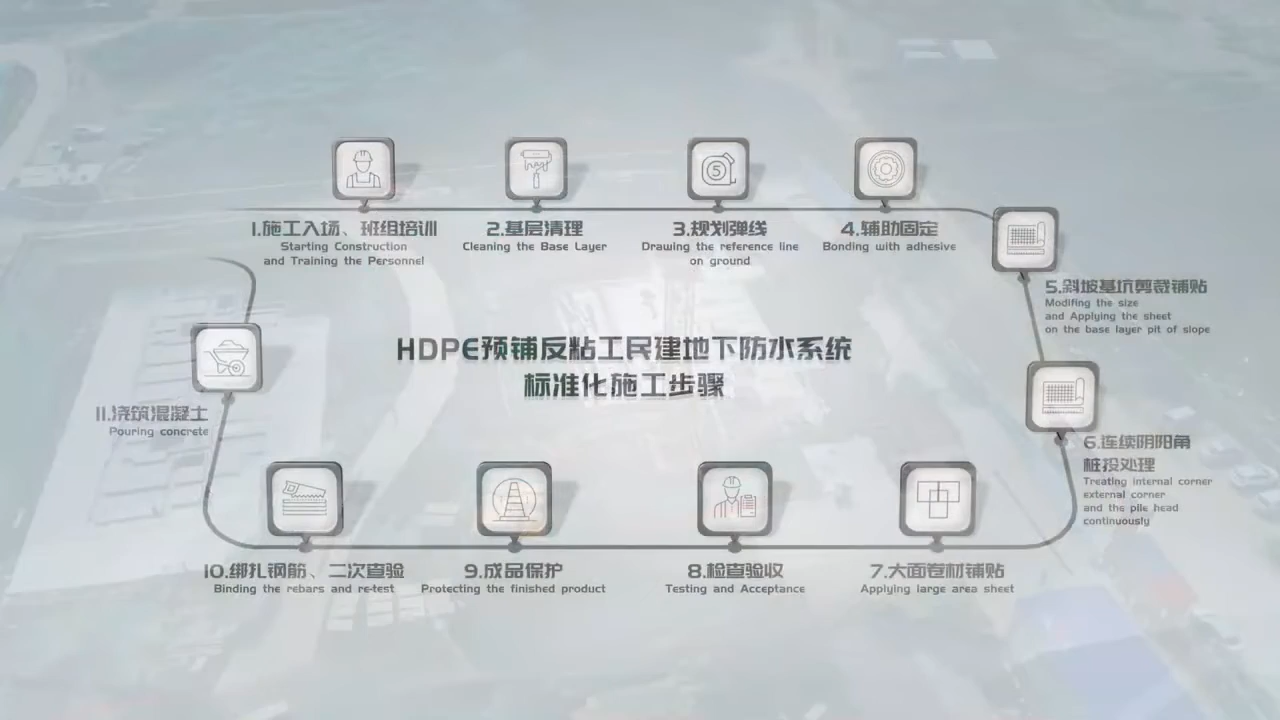 1.施工入场、班组培训
Starting Construction
and Training the Personnel
2.基层清理
Cleaning the Base Layer
3.规划弹线
Drawing the reference line
on ground
4.辅助固定
Bonding with adhesive
5.斜坡基坑剪裁铺贴
Modifing the size
and Applying the sheet
on the base layer pit of slope
HDPE预铺反粘工民建地下防水系统
标准化施工步骤
6.连续阴阳角
桩投处理
Treating internal corner
external corner
and the pile head
continuously
7.大面卷材铺贴
Applying large area sheet
8.检查验收
Testing and Acceptance
9.成品保护
Protecting the finished product
10.绑扎钢筋、二次查验
Binding the rebars and re-test
11.浇筑混凝土
Pouring concrete